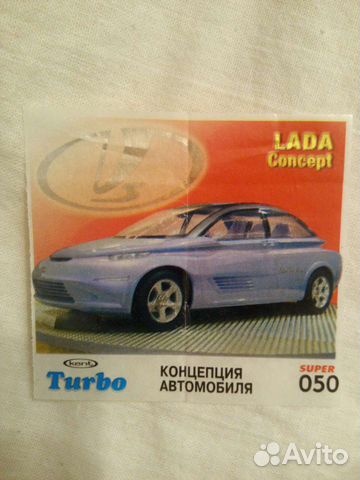 LADA
Concept
kent
Turbo
КОНЦЕПЦИЯ
АВТОМОБИЛЯ
SUPER
050
Avito